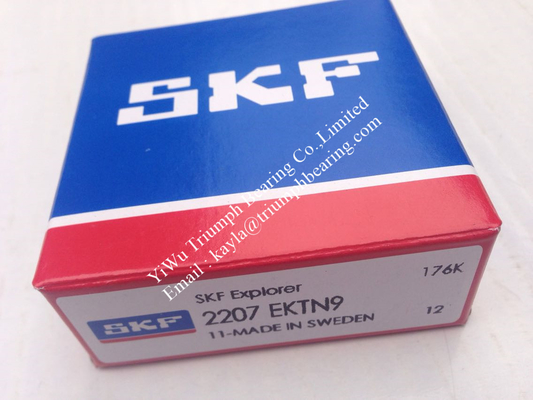 SKF
YiWu Triumph Bearing Co.,Limited
Email : kayla@triumphbearing.com
SKF Explorer
176K
SKF
2207 EKTN9
11-MADE IN SWEDEN
12